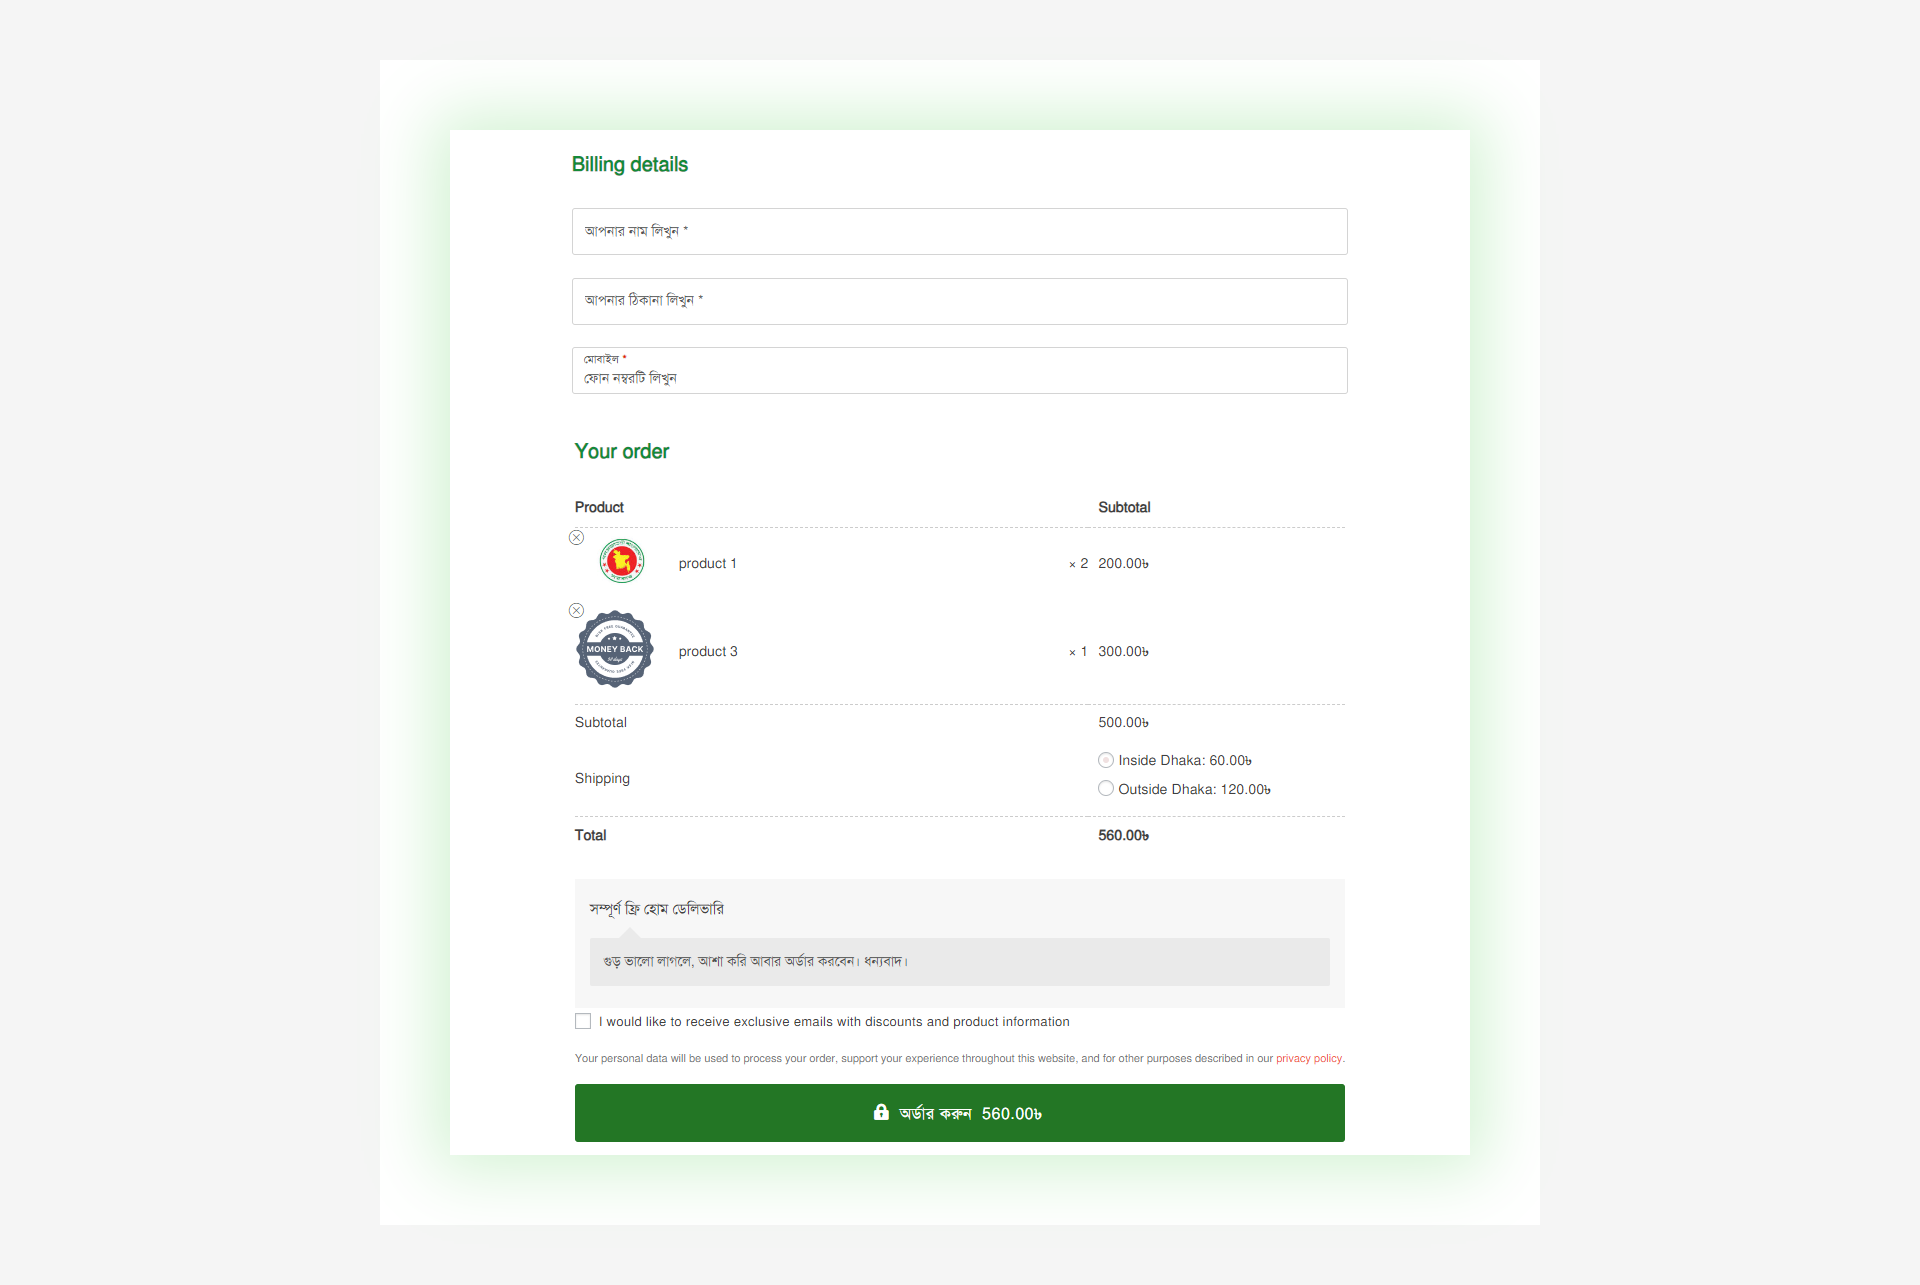 Billing details
আপনার নাম লিখুন *
আপনার ঠিকানা লিখুন *
মোবাইল *
ফোন নম্বরটি লিখুন
Your order
Product Subtotal
product 1 × 2 200.00৳
MONEY BACK
product 3 × 1 300.00৳
Subtotal 500.00৳
Inside Dhaka: 60.00৳
Shipping
Outside Dhaka: 120.00৳
Total 560.00৳
সম্পূর্ণ ফ্রি হোম ডেলিভারি
গুড় ভালো লাগলে, আশা করি আবার অর্ডার করবেন। ধন্যবাদ।
I would like to receive exclusive emails with discounts and product information
Your personal data will be used to process your order, support your experience throughout this website, and for other purposes described in our privacy policy.
অর্ডার করুন 560.00৳